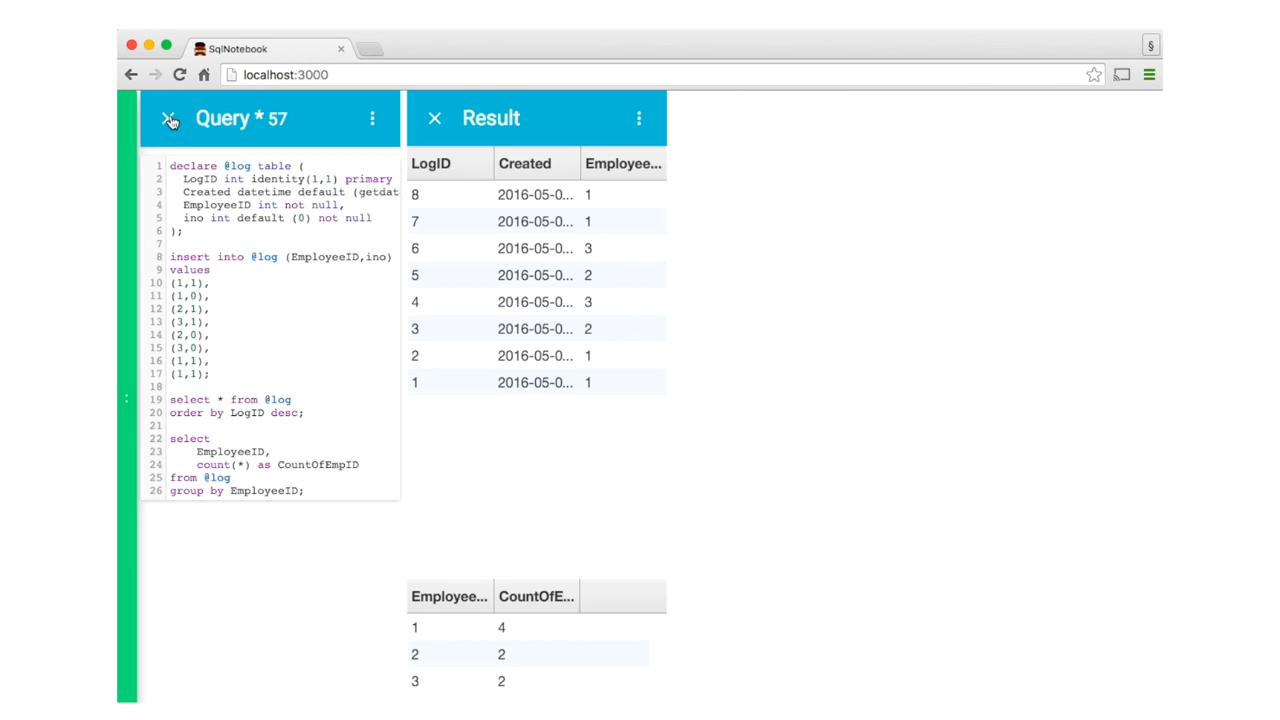 SqlNotebook
§
localhost:3000
Query * 57
Result
1 declare @log table (
2 LogID int identity(1,1) primary
3 Created datetime default (getdat
4 EmployeeID int not null,
5 ino int default (0) not null
6 );
7
8 insert into @log (EmployeeID,ino)
9 values
10 (1,1),
11 (1,0),
12 (2,1),
13 (3,1),
14 (2,0),
15 (3,0),
16 (1,1),
17 (1,1);
18
19 select * from @log
20 order by LogID desc;
21
22 select
23 EmployeeID,
24 count(*) as CountOfEmpID
25 from @log
26 group by EmployeeID;
LogID Created Employee...
8 2016-05-0... 1
7 2016-05-0... 1
6 2016-05-0... 3
5 2016-05-0... 2
4 2016-05-0... 3
3 2016-05-0... 2
2 2016-05-0... 1
1 2016-05-0... 1
Employee... CountOfE...
1 4
2 2
3 2